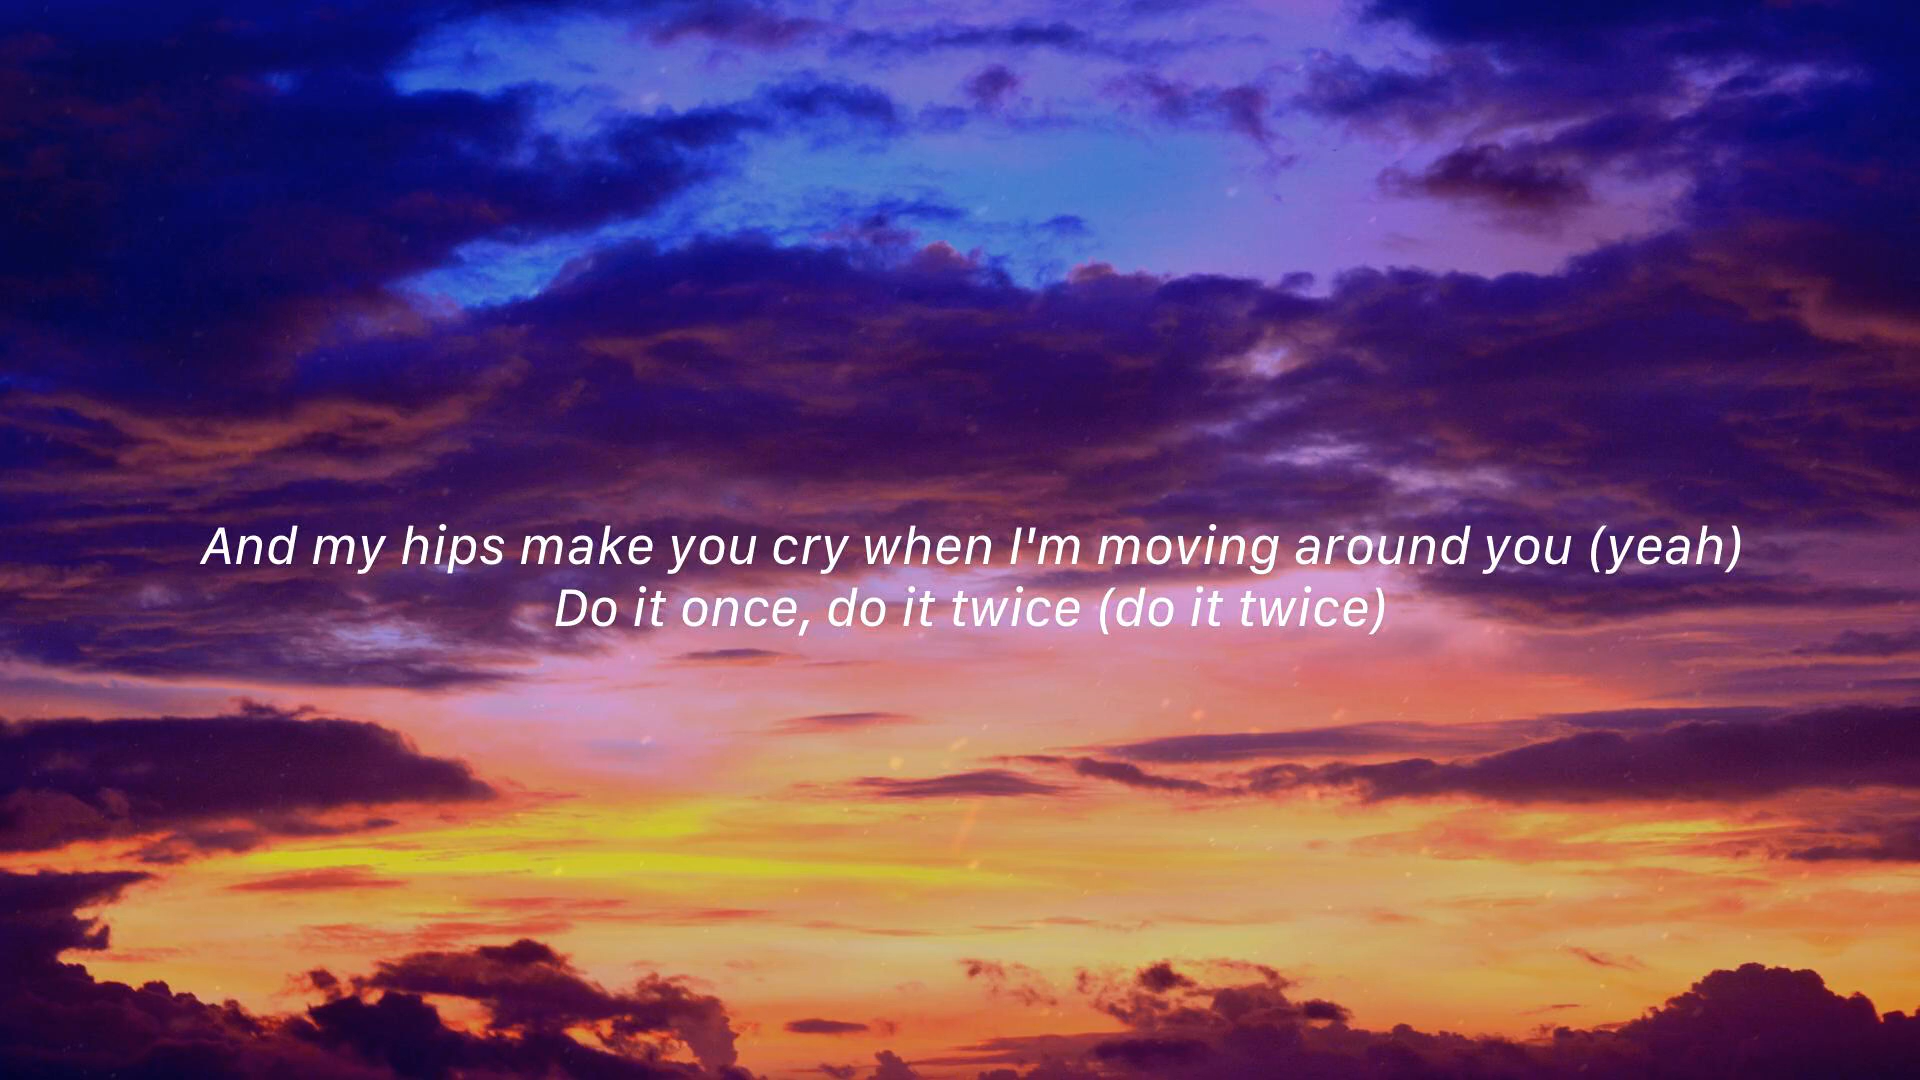 And my hips make you cry when I'm moving around you (yeah)
Do it once, do it twice (do it twice)